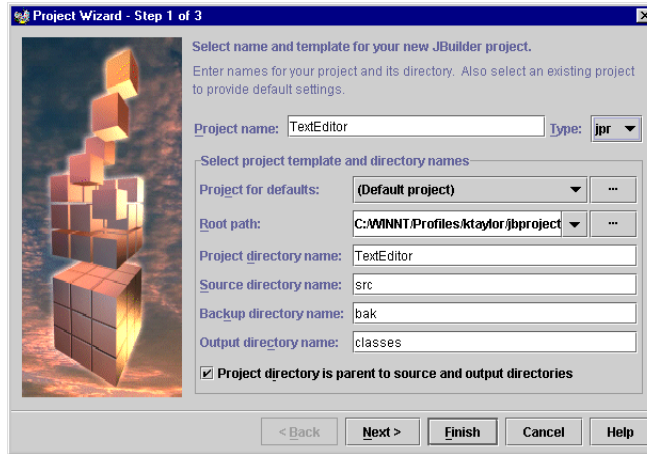 Project Wizard - Step 1 of 3
Select name and template for your new JBuilder project.
Enter names for your project and its directory. Also select an existing project
to provide default settings.
Project name: TextEditor Type: jpr
Select project template and directory names
Project for defaults: (Default project) ...
Root path: C:/WINNT/Profiles/ktaylor/jbproject ...
Project directory name: TextEditor
Source directory name: src
Backup directory name: bak
Output directory name: classes
Project directory is parent to source and output directories
< Back Next > Finish Cancel Help